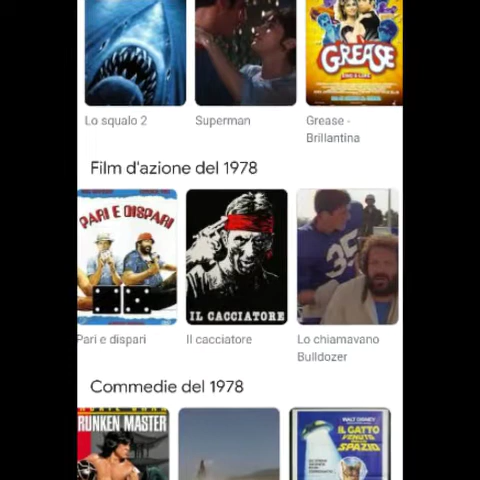 GREASE
Lo squalo 2
Superman
Grease -
Brillantina
Film d'azione del 1978
PARI E DISPARI
35
IL CACCIATORE
Pari e dispari
Il cacciatore
Lo chiamavano
Bulldozer
Commedie del 1978
RUNKEN MASTER
WALT DISNEY
IL GATTO
VENUTO
DALLO
SPAZIO